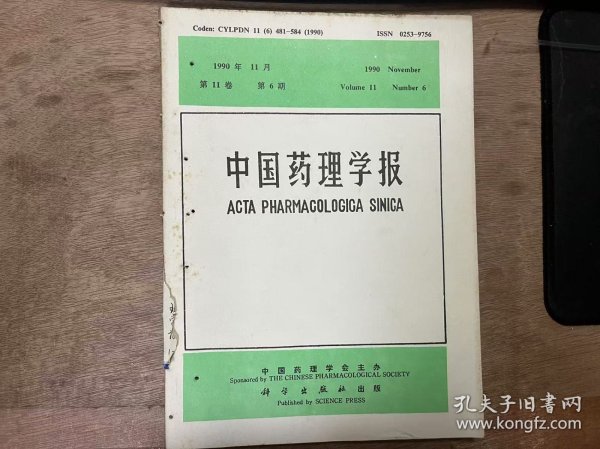 Coden: CYLPDN 11 (6) 481—584 (1990)
ISSN 0253—9756
1990 年 11 月
1990 November
第 11 卷 第 6 期
Volume 11 Number 6
中国药理学报
ACTA PHARMACOLOGICA SINICA
中国药理学会主办
Sponsored by THE CHINESE PHARMACOLOGICAL SOCIETY
科学出版社 出版
Published by SCIENCE PRESS
孔夫子旧书网
www.kongfz.com